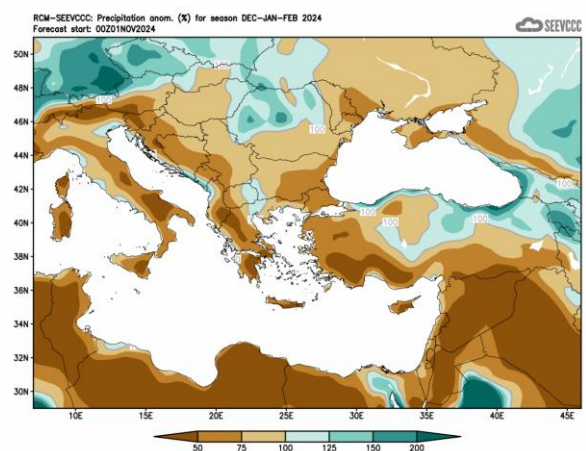 RCM-SEEVCCC: Precipitation anom. (%) for season DEC-JAN-FEB 2024
Forecast start: 00Z01NOV2024
SEEVCCC
50N
48N
46N
44N
42N
40N
38N
36N
34N
32N
30N
100
100
100
100
100
100
100
100
10E 15E 20E 25E 30E 35E 40E 45E
50 75 100 125 150 200